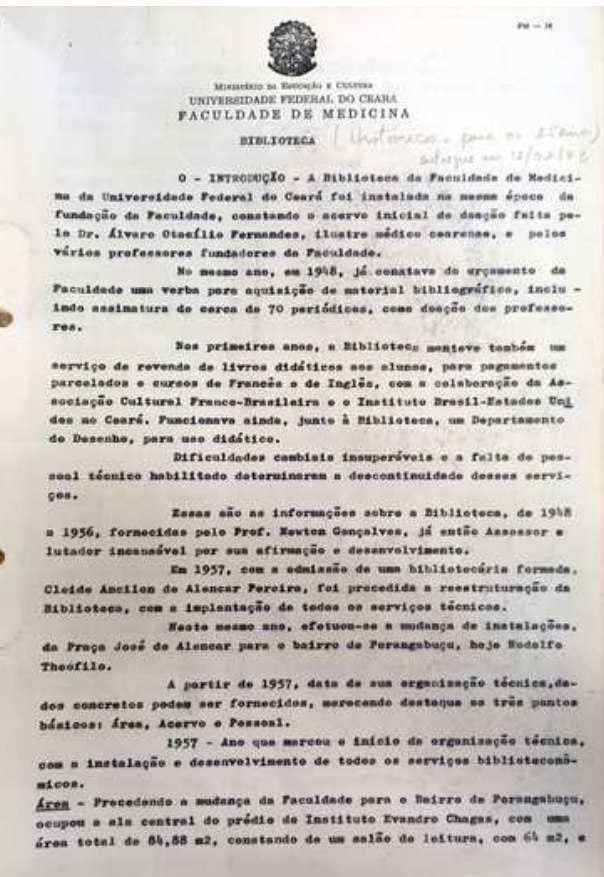 FM — 14
MINISTÉRIO DA EDUCAÇÃO E CULTURA
UNIVERSIDADE FEDERAL DO CEARÁ
FACULDADE DE MEDICINA
BIBLIOTECA (Histórico - para os alunos)
entregue em
O - INTRODUÇÃO - A Biblioteca da Faculdade de Medici-
na da Universidade Federal do Ceará foi instalada na mesma época da
fundação da Faculdade, constando o acervo inicial de doação feita pe-
lo Dr. Álvaro Otacílio Fernandes, ilustre médico cearense, e pelos
vários professores fundadores da Faculdade.
No mesmo ano, em 1948, já constava do orçamento da
Faculdade uma verba para aquisição de material bibliográfico, inclu -
indo assinatura de cerca de 70 periódicos, como doação dos professo-
res.
Nos primeiros anos, a Biblioteca manteve também um
serviço de revenda de livros didáticos aos alunos, para pagamentos
parcelados e cursos de Francês e de Inglês, com a colaboração da As-
sociação Cultural Franco-Brasileira e o Instituto Brasil-Estados Uni
dos no Ceará. Funcionava ainda, junto à Biblioteca, um Departamento
de Desenho, para uso didático.
Dificuldades cambiais insuperáveis e a falta de pes-
soal técnico habilitado determinaram a descontinuidade desses servi-
ços.
Essas são as informações sobre a Biblioteca, de 1948
a 1956, fornecidas pelo Prof. Newton Gonçalves, já então Assessor e
lutador incansável por sua afirmação e desenvolvimento.
Em 1957, com a admissão de uma bibliotecária formada,
Cleide Ancilon de Alencar Pereira, foi procedida a reestruturação da
Biblioteca, com a implantação de todos os serviços técnicos.
Neste mesmo ano, efetuou-se a mudança de instalações,
da Praça José de Alencar para o bairro de Porangabuçu, hoje Rodolfo
Theofilo.
A partir de 1957, data de sua organização técnica,da-
dos concretos podem ser fornecidos, merecendo destaque os três pontos
básicos: Área, Acervo e Pessoal.
1957 - Ano que marcou o início da organização técnica,
com a instalação e desenvolvimento de todos os serviços biblioteconô-
micos.
Área - Precedendo a mudança da Faculdade para o Bairro de Porangabuçu,
ocupou a ala central do prédio do Instituto Evandro Chagas, com uma
área total de 84,88 m2, constando de um salão de leitura, com 64 m2, e